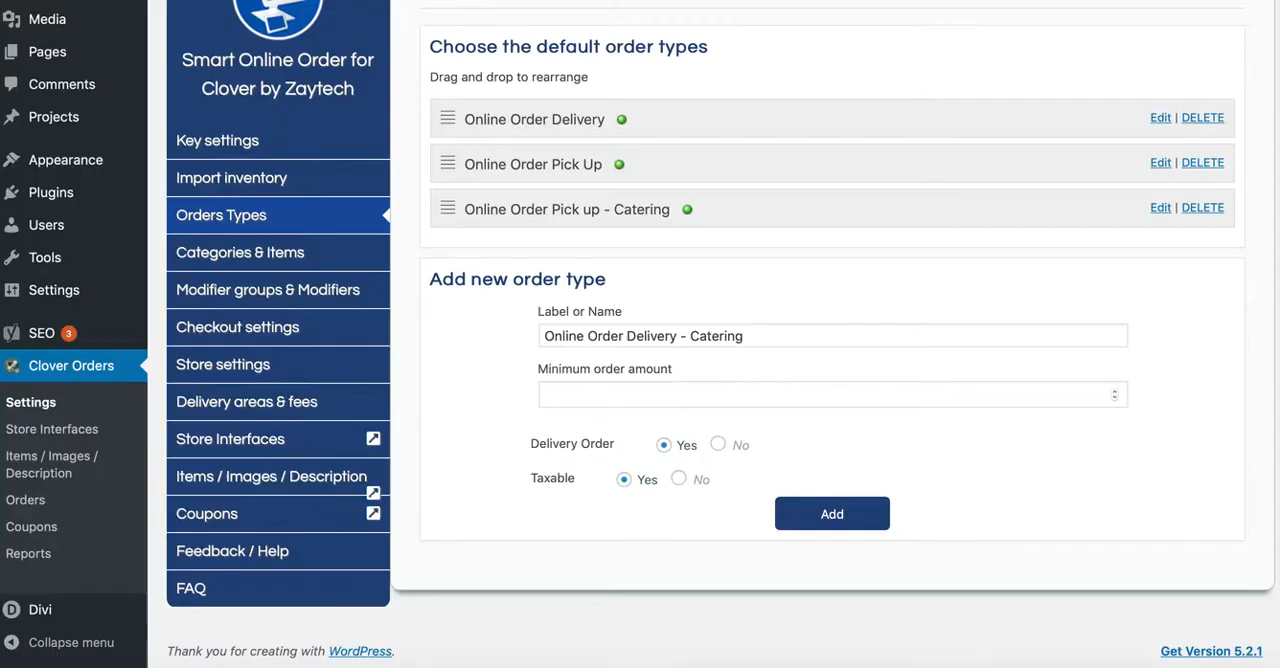 Media
Pages
Comments
Projects
Appearance
Plugins
Users
Tools
Settings
SEO 3
Clover Orders
Settings
Store Interfaces
Items / Images /
Description
Orders
Coupons
Reports
Divi
Collapse menu
Smart Online Order for
Clover by Zaytech
Key settings
Import inventory
Orders Types
Categories & Items
Modifier groups & Modifiers
Checkout settings
Store settings
Delivery areas & fees
Store Interfaces
Items / Images / Description
Coupons
Feedback / Help
FAQ
Choose the default order types
Drag and drop to rearrange
Online Order Delivery Edit | DELETE
Online Order Pick Up Edit | DELETE
Online Order Pick up - Catering Edit | DELETE
Add new order type
Label or Name
Online Order Delivery - Catering
Minimum order amount
Delivery Order Yes No
Taxable Yes No
Add
Thank you for creating with WordPress.
Get Version 5.2.1